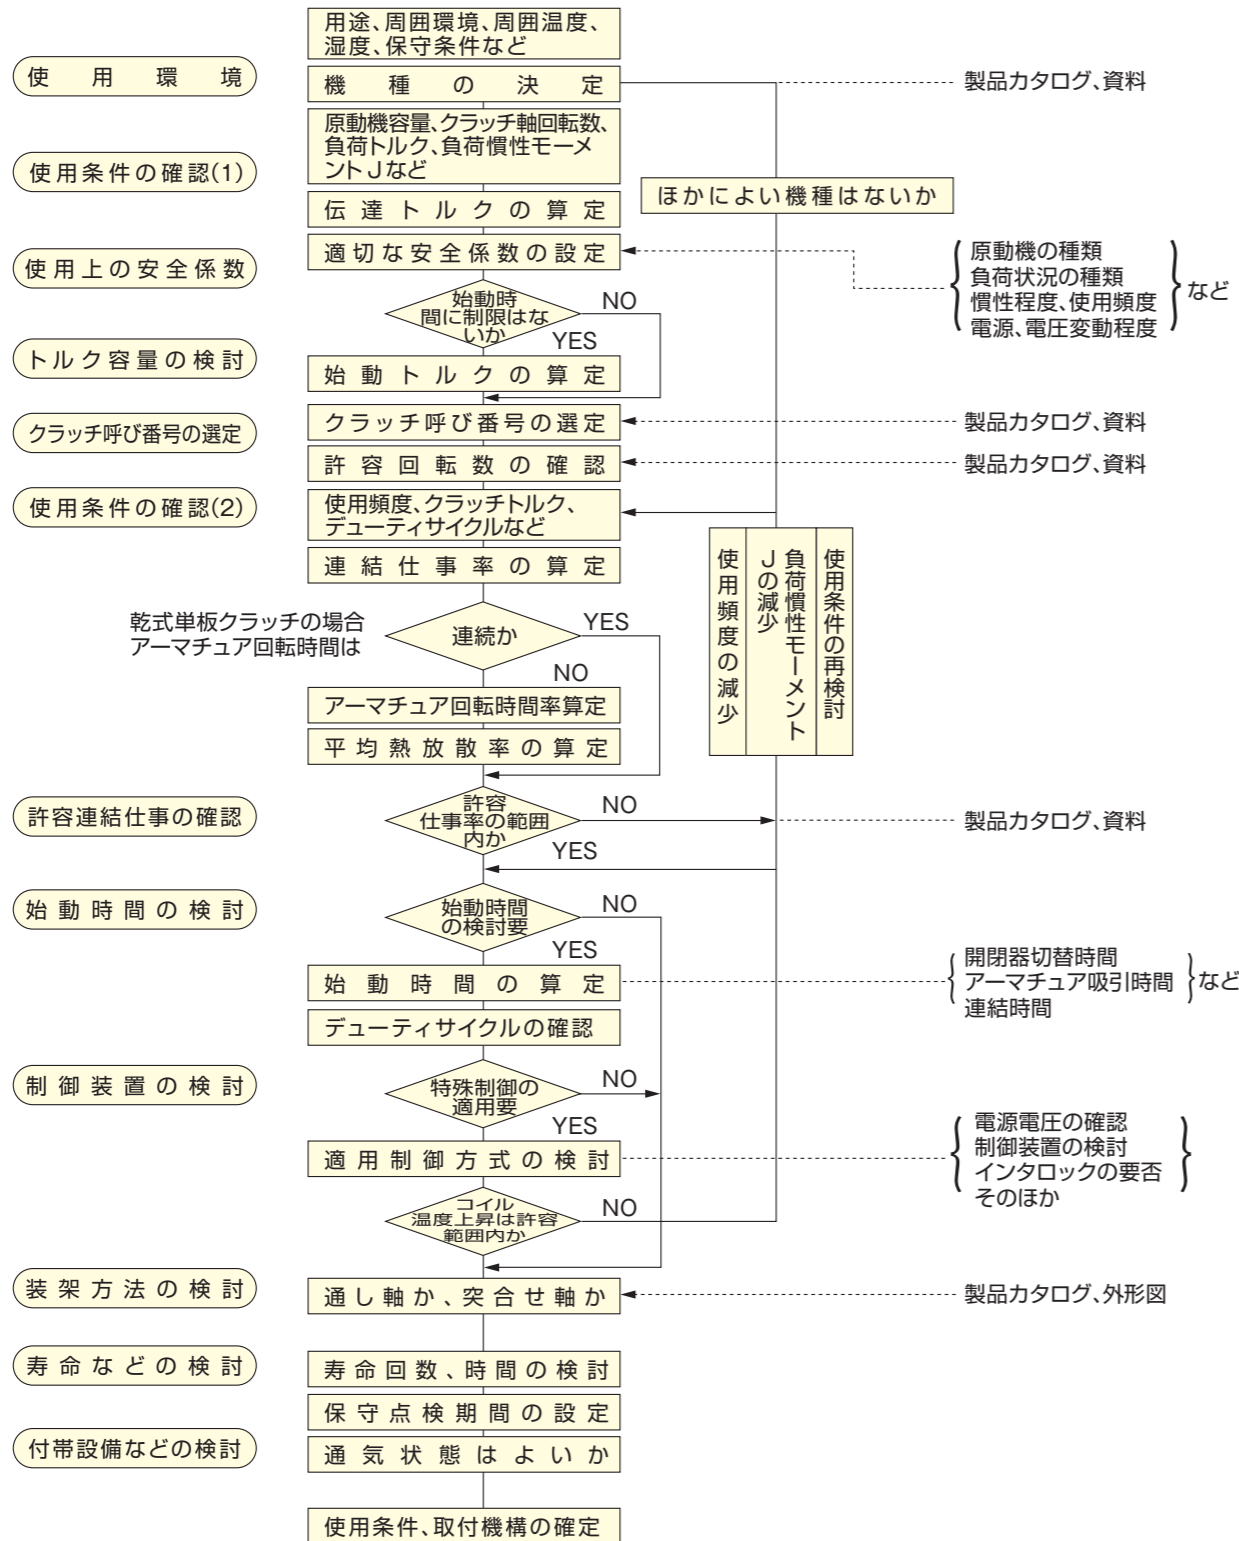 用途、周囲環境、周囲温度、
湿度、保守条件など
使用環境
機種の決定
製品カタログ、資料
原動機容量、クラッチ軸回転数、
負荷トルク、負荷慣性モーメ
ントJなど
使用条件の確認(1)
ほかによい機種はないか
伝達トルクの算定
適切な安全係数の設定
使用上の安全係数
原動機の種類
負荷状況の種類
慣性程度、使用頻度
電源、電圧変動程度
など
始動時
間に制限はな
いか
NO
YES
トルク容量の検討
始動トルクの算定
クラッチ呼び番号の選定
クラッチ呼び番号の選定
製品カタログ、資料
許容回転数の確認
製品カタログ、資料
使用条件の確認(2)
使用頻度、クラッチトルク、
デューティサイクルなど
連結仕事率の算定
使用条件の再検討
負荷慣性モーメント
Jの減少
使用頻度の減少
乾式単板クラッチの場合
アーマチュア回転時間は
連続か
YES
NO
アーマチュア回転時間率算定
平均熱放散率の算定
許容連結仕事の確認
許容
仕事率の範囲
内か
NO
YES
製品カタログ、資料
始動時間の検討
始動時間
の検討要
NO
YES
始動時間の算定
開閉器切替時間
アーマチュア吸引時間
連結時間
など
デューティサイクルの確認
制御装置の検討
特殊制御の
適用要
NO
YES
適用制御方式の検討
電源電圧の確認
制御装置の検討
インタロックの要否
そのほか
コイル
温度上昇は許容
範囲内か
NO
装架方法の検討
通し軸か、突合せ軸か
製品カタログ、外形図
寿命などの検討
寿命回数、時間の検討
保守点検期間の設定
付帯設備などの検討
通気状態はよいか
使用条件、取付機構の確定